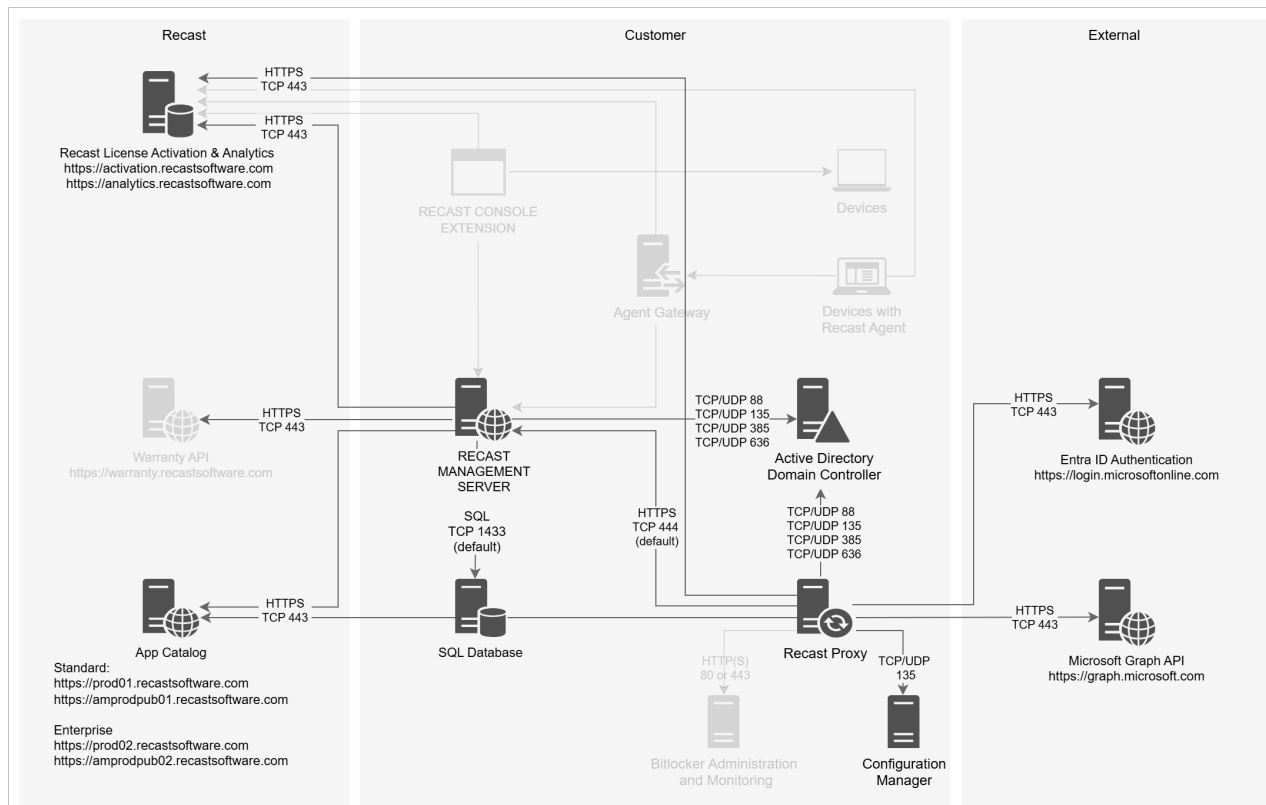 Recast
Customer
External
HTTPS
TCP 443
HTTPS
TCP 443
Recast License Activation & Analytics
https://activation.recastsoftware.com
https://analytics.recastsoftware.com
RECAST CONSOLE
EXTENSION
Devices
Agent Gateway
Devices with
Recast Agent
HTTPS
TCP 443
Warranty API
https://warranty.recastsoftware.com
RECAST
MANAGEMENT
SERVER
TCP/UDP 88
TCP/UDP 135
TCP/UDP 385
TCP/UDP 636
Active Directory
Domain Controller
HTTPS
TCP 443
Entra ID Authentication
https://login.microsoftonline.com
SQL
TCP 1433
(default)
HTTPS
TCP 444
(default)
TCP/UDP 88
TCP/UDP 135
TCP/UDP 385
TCP/UDP 636
HTTPS
TCP 443
App Catalog
SQL Database
Recast Proxy
HTTPS
TCP 443
Microsoft Graph API
https://graph.microsoft.com
Standard:
https://prod01.recastsoftware.com
https://amprodpub01.recastsoftware.com
Enterprise
https://prod02.recastsoftware.com
https://amprodpub02.recastsoftware.com
HTTP(S)
80 or 443
TCP/UDP
135
Bitlocker Administration
and Monitoring
Configuration
Manager